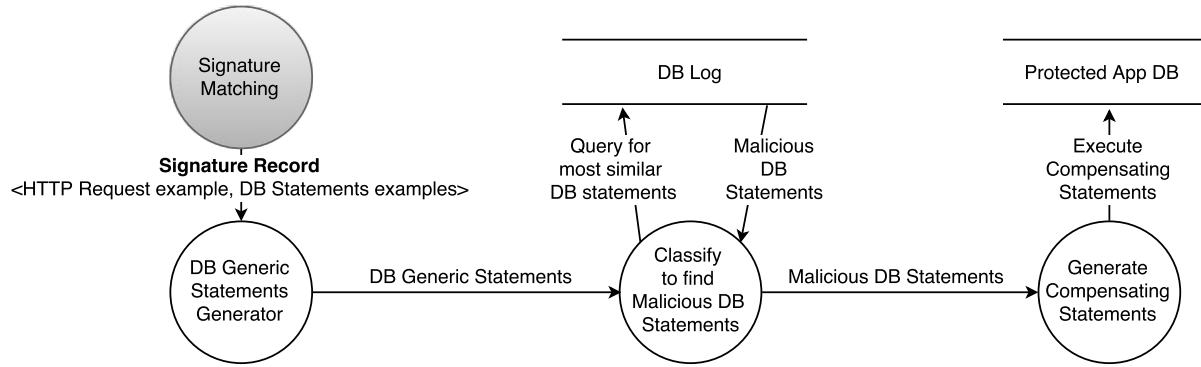 Signature
Matching
DB Log
Protected App DB
Signature Record
<HTTP Request example, DB Statements examples>
Query for
most similar
DB statements
Malicious
DB
Statements
Execute
Compensating
Statements
DB Generic
Statements
Generator
DB Generic Statements
Classify
to find
Malicious DB
Statements
Malicious DB Statements
Generate
Compensating
Statements